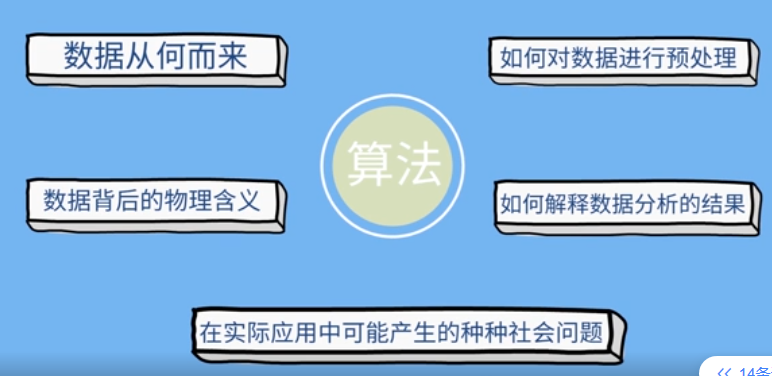 数据从何而来
如何对数据进行预处理
算法
数据背后的物理含义
如何解释数据分析的结果
在实际应用中可能产生的种种社会问题
14条